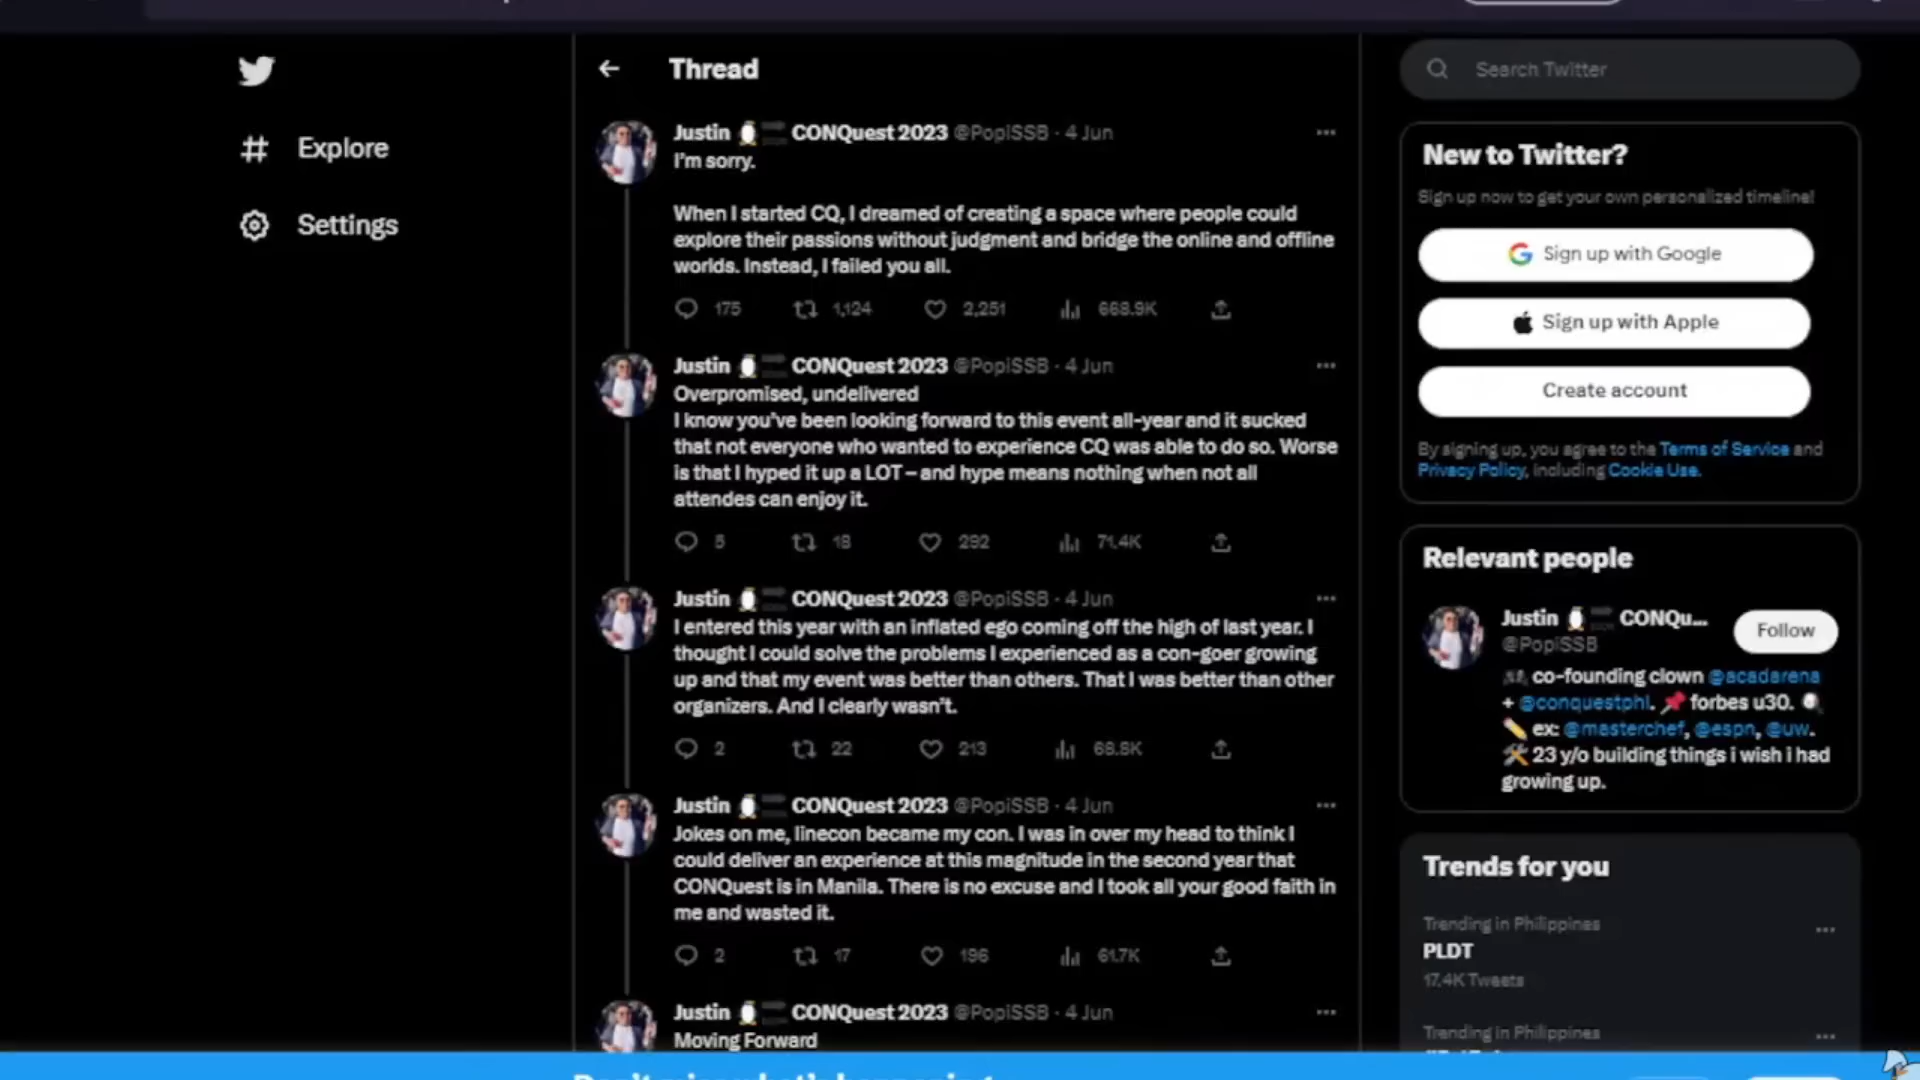 Thread
Search Twitter
Explore
Settings
Justin CONQuest 2023 @PopiSSB · 4 Jun
I'm sorry.
When I started CQ, I dreamed of creating a space where people could
explore their passions without judgment and bridge the online and offline
worlds. Instead, I failed you all.
175 1,124 2,251 668.9K
Justin CONQuest 2023 @PopiSSB · 4 Jun
Overpromised, undelivered
I know you've been looking forward to this event all-year and it sucked
that not everyone who wanted to experience CQ was able to do so. Worse
is that I hyped it up a LOT – and hype means nothing when not all
attendes can enjoy it.
5 18 292 71.4K
Justin CONQuest 2023 @PopiSSB · 4 Jun
I entered this year with an inflated ego coming off the high of last year. I
thought I could solve the problems I experienced as a con-goer growing
up and that my event was better than others. That I was better than other
organizers. And I clearly wasn't.
2 22 213 68.8K
Justin CONQuest 2023 @PopiSSB · 4 Jun
Jokes on me, linecon became my con. I was in over my head to think I
could deliver an experience at this magnitude in the second year that
CONQuest is in Manila. There is no excuse and I took all your good faith in
me and wasted it.
2 17 196 61.7K
Justin CONQuest 2023 @PopiSSB · 4 Jun
Moving Forward
New to Twitter?
Sign up now to get your own personalized timeline!
Sign up with Google
Sign up with Apple
Create account
By signing up, you agree to the Terms of Service and
Privacy Policy, including Cookie Use.
Relevant people
Justin CONQu...
@PopiSSB
Follow
co-founding clown @acadarena
+ @conquestphl. forbes u30.
ex: @masterchef, @espn, @uw.
23 y/o building things i wish i had
growing up.
Trends for you
Trending in Philippines
PLDT
17.4K Tweets
Trending in Philippines